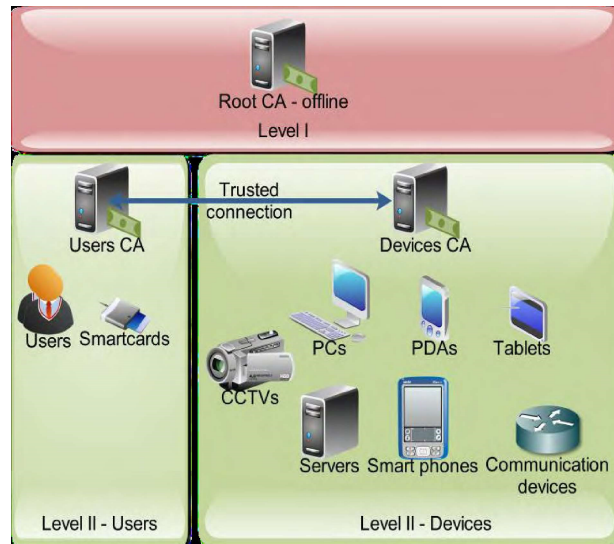 Root CA - offline
Level I
Trusted
connection
Users CA
Devices CA
Users
Smartcards
PCs
PDAs
Tablets
CCTVs
Servers
Smart phones
Communication
devices
Level II - Users
Level II - Devices